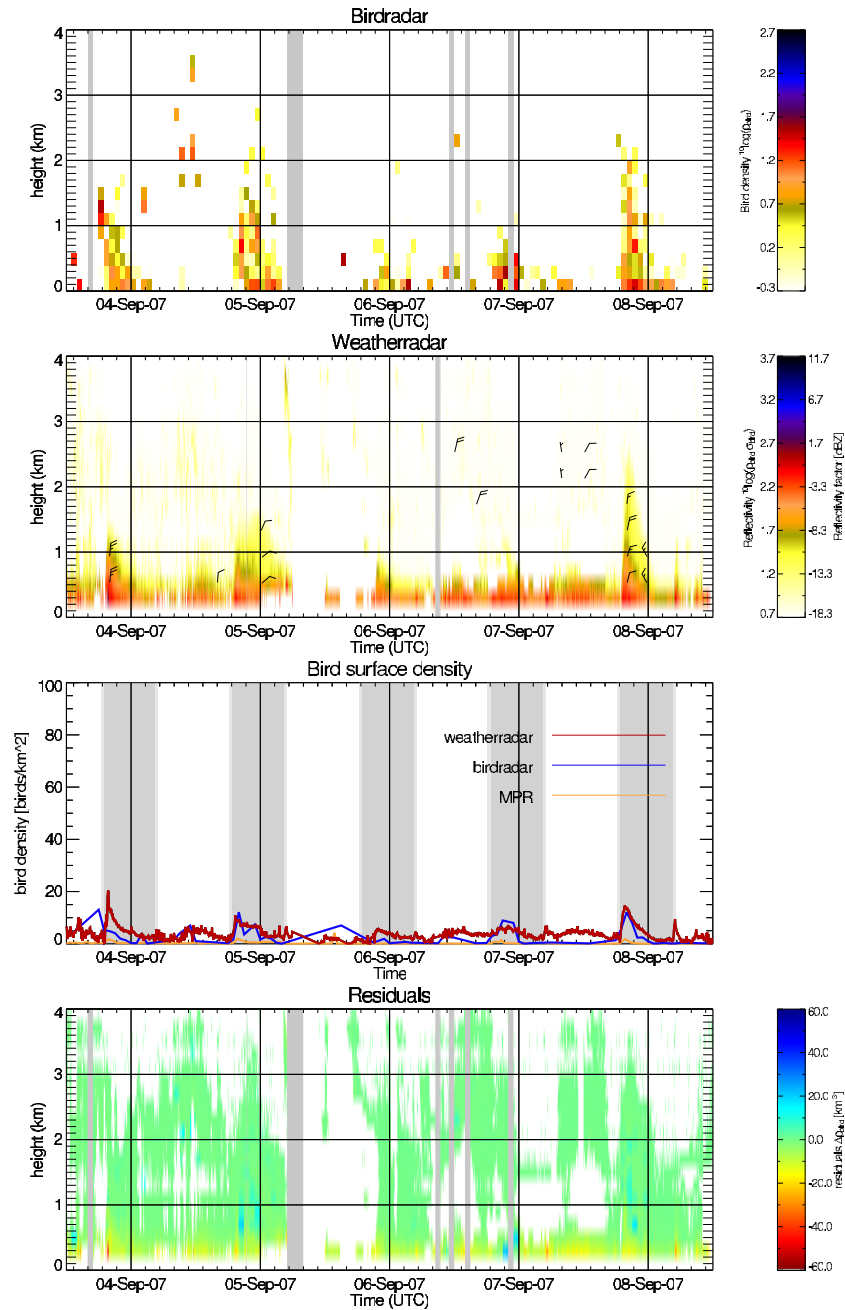 Birdradar
4
3
2
1
0
height (km)
04-Sep-07 05-Sep-07 06-Sep-07 07-Sep-07 08-Sep-07
Time (UTC)
2.7
2.2
1.7
1.2
0.7
0.2
-0.3
Bird density ¹⁰log(ρbird)
Weatherradar
4
3
2
1
0
height (km)
04-Sep-07 05-Sep-07 06-Sep-07 07-Sep-07 08-Sep-07
Time (UTC)
3.7 11.7
3.2 6.7
2.7 1.7
2.2 -3.3
1.7 -8.3
1.2 -13.3
0.7 -18.3
Reflectivity ¹⁰log(ρbird σbird)
Reflectivity factor [dBZ]
Bird surface density
100
80
60
40
20
0
bird density [birds/km^2]
weatherradar
birdradar
MPR
04-Sep-07 05-Sep-07 06-Sep-07 07-Sep-07 08-Sep-07
Time
Residuals
4
3
2
1
0
height (km)
04-Sep-07 05-Sep-07 06-Sep-07 07-Sep-07 08-Sep-07
Time (UTC)
60.0
40.0
20.0
0.0
-20.0
-40.0
-60.0